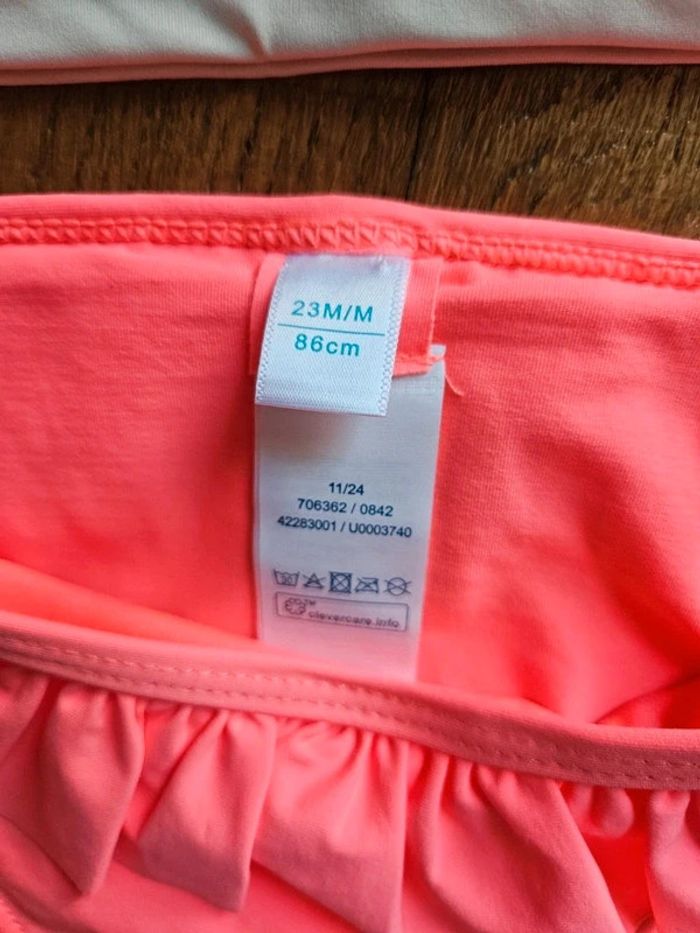 23M/M
86cm
11/24
706362 / 0842
42283001 / U0003740
clevercare.info